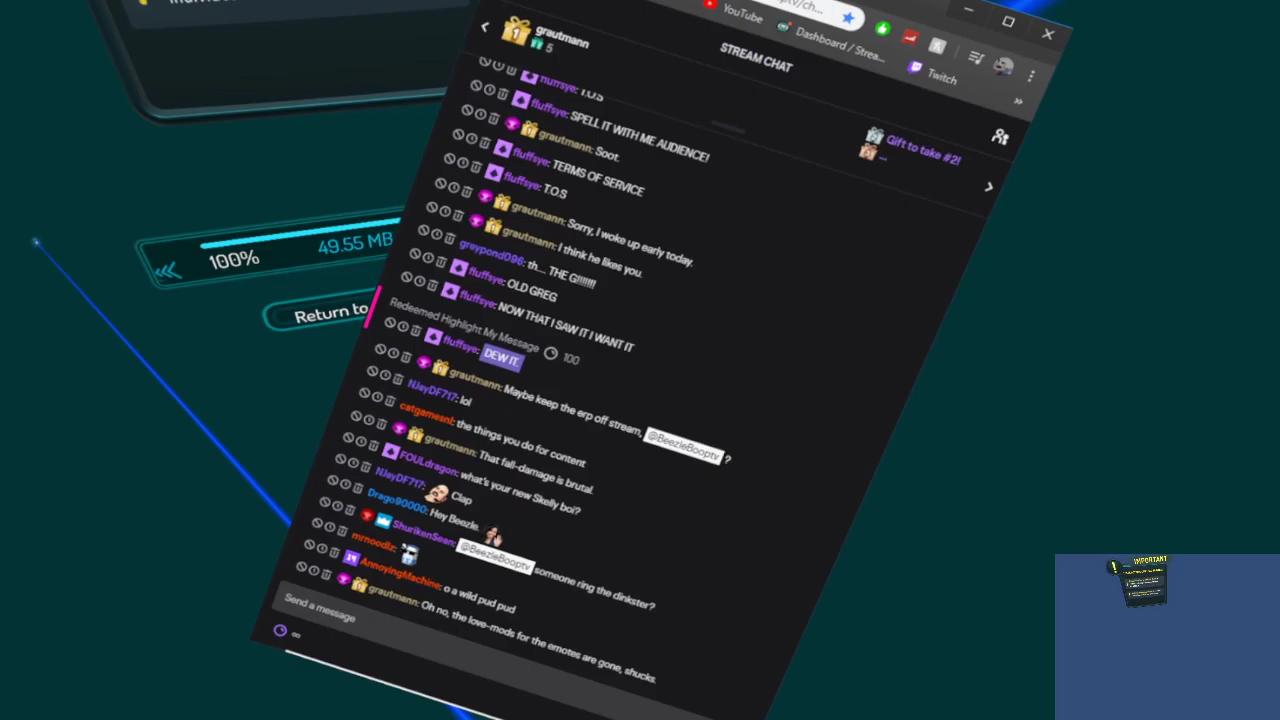 YouTube
Dashboard / Strea...
Twitch
grautmann
5
STREAM CHAT
Gift to take #2!
...
fluffsye: T.O.S
fluffsye: SPELL IT WITH ME AUDIENCE!
grautmann: Soot.
fluffsye: TERMS OF SERVICE
fluffsye: T.O.S
grautmann: Sorry, I woke up early today.
grautmann: I think he likes you.
greypond096: th.... THE G!!!!!!!
fluffsye: OLD GREG
fluffsye: NOW THAT I SAW IT I WANT IT
Redeemed Highlight My Message 100
fluffsye: DEW IT.
grautmann: Maybe keep the erp off stream, @BeezleBooptv ?
NJayDF717: lol
catgamesnl: the things you do for content
grautmann: That fall-damage is brutal.
FOULdragon: what's your new Skelly boi?
NJayDF717: Clap
Drago90000: Hey Beezle.
ShurikenSeen: @BeezleBooptv someone ring the dinkster?
mrnoodlz:
AnnoyingMachine: o a wild pud pud
grautmann: Oh no, the love-mods for the emotes are gone, shucks.
Send a message
∞
100%
49.55 MB
Return to
IMPORTANT